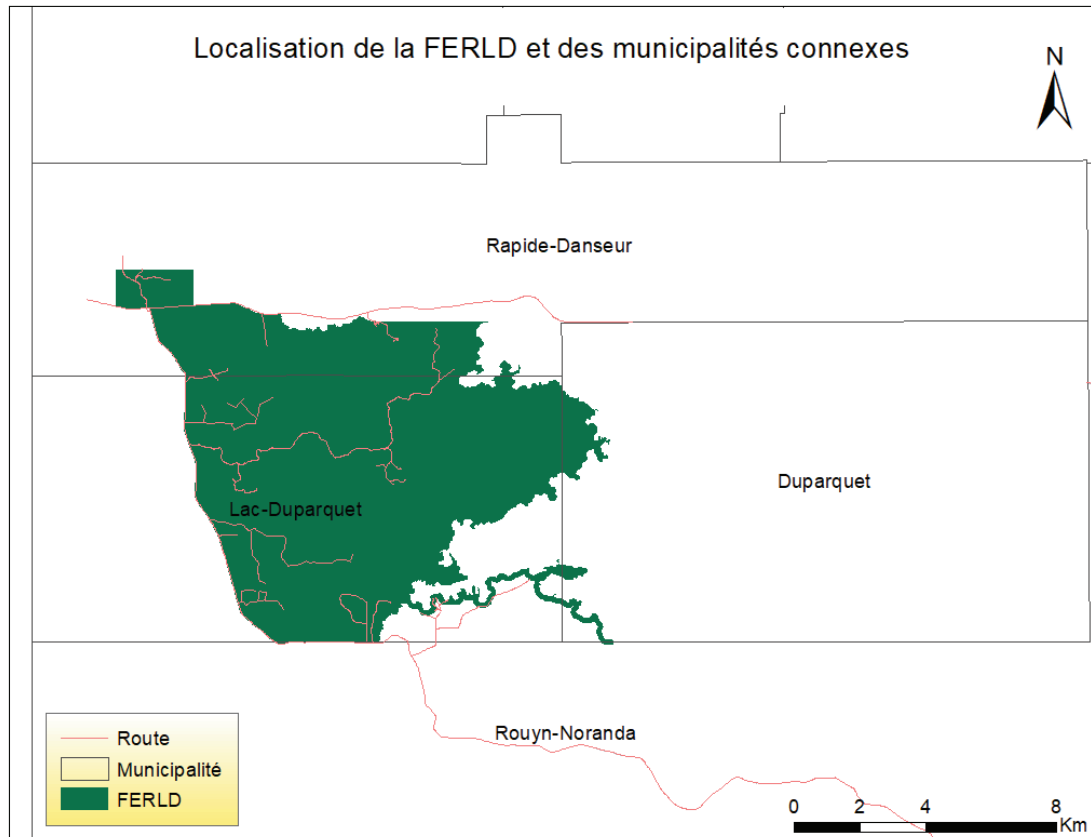 Localisation de la FERLD et des municipalités connexes
N
Rapide-Danseur
Duparquet
Lac-Duparquet
Rouyn-Noranda
Route
Municipalité
FERLD
0 2 4 8
Km